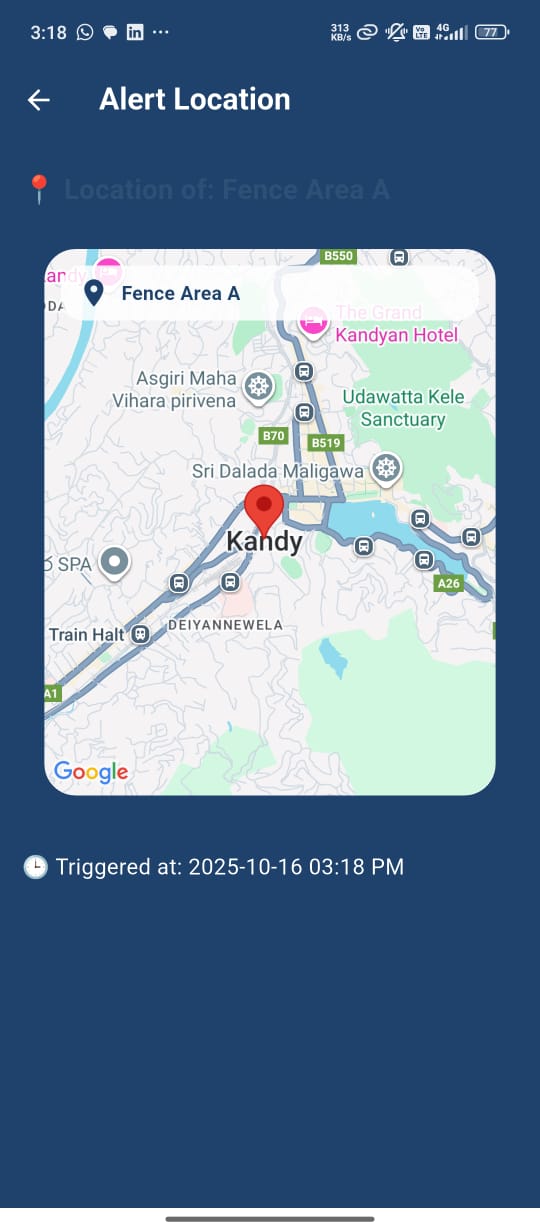 3:18
313 KB/s
Vo LTE
4G
77
Alert Location
Location of: Fence Area A
B550
Fence Area A
The Grand
Kandyan Hotel
Asgiri Maha
Vihara pirivena
Udawatta Kele
Sanctuary
B70
B519
Sri Dalada Maligawa
Kandy
SPA
A26
DEIYANNEWELA
Train Halt
A1
Google
Triggered at: 2025-10-16 03:18 PM